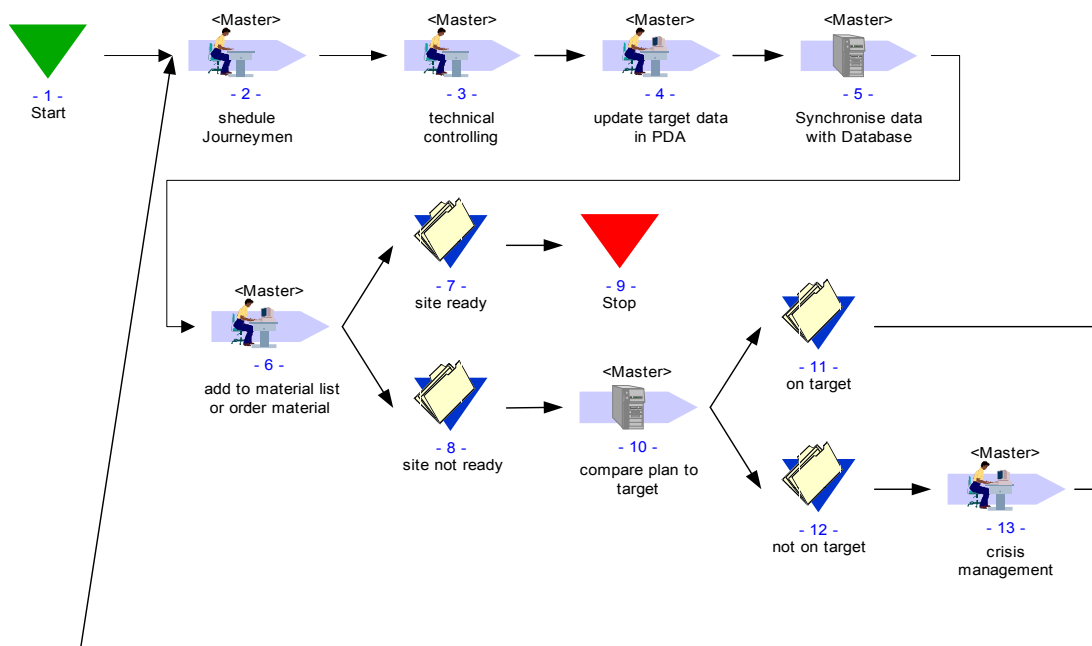 <Master>
<Master>
<Master>
<Master>
- 1 -
Start
- 2 -
shedule
Journeymen
- 3 -
technical
controlling
- 4 -
update target data
in PDA
- 5 -
Synchronise data
with Database
<Master>
- 6 -
add to material list
or order material
- 7 -
site ready
- 9 -
Stop
- 8 -
site not ready
<Master>
- 10 -
compare plan to
target
- 11 -
on target
- 12 -
not on target
<Master>
- 13 -
crisis
management